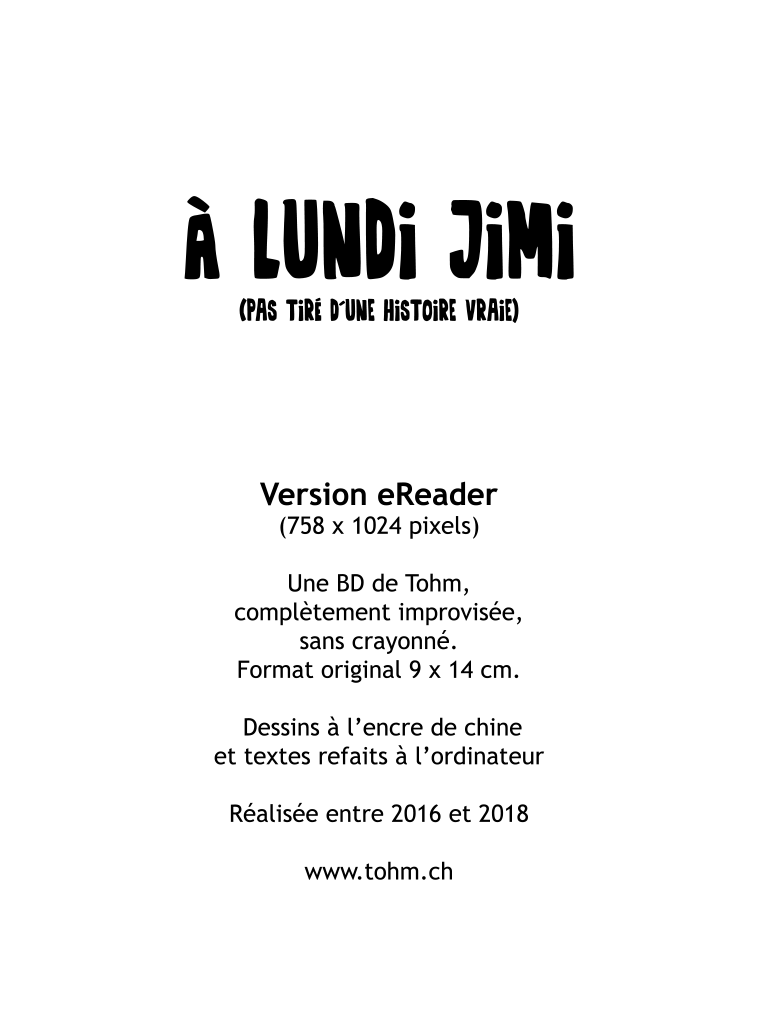 À LUNDi JiMi
(PAS TiRÉ D´UNE HiSTOiRE VRAiE)
Version eReader
(758 x 1024 pixels)
Une BD de Tohm,
complètement improvisée,
sans crayonné.
Format original 9 x 14 cm.
Dessins à l’encre de chine
et textes refaits à l’ordinateur
Réalisée entre 2016 et 2018
www.tohm.ch